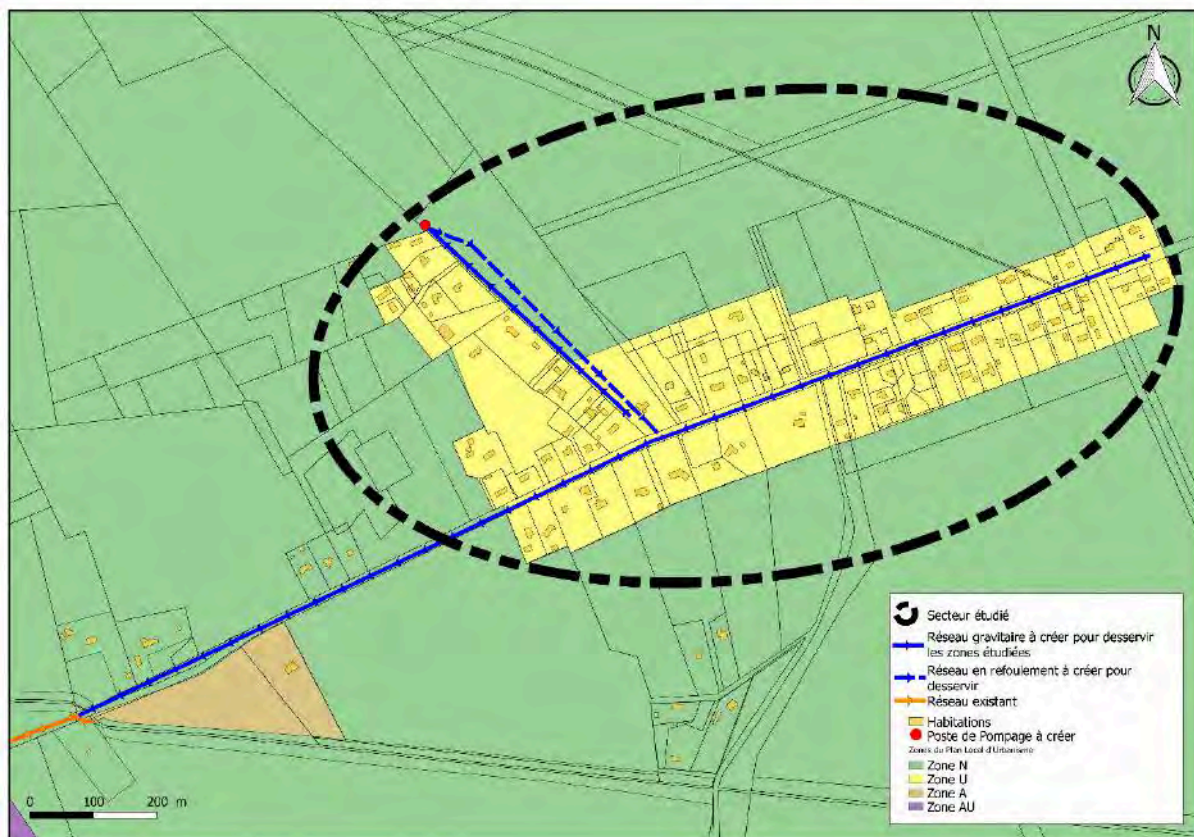 N
Secteur étudié
Réseau gravitaire à créer pour desservir
les zones étudiées
Réseau en refoulement à créer pour
desservir
Réseau existant
Habitations
Poste de Pompage à créer
Zones du Plan Local d'Urbanisme
Zone N
Zone U
Zone A
Zone AU
0 100 200 m